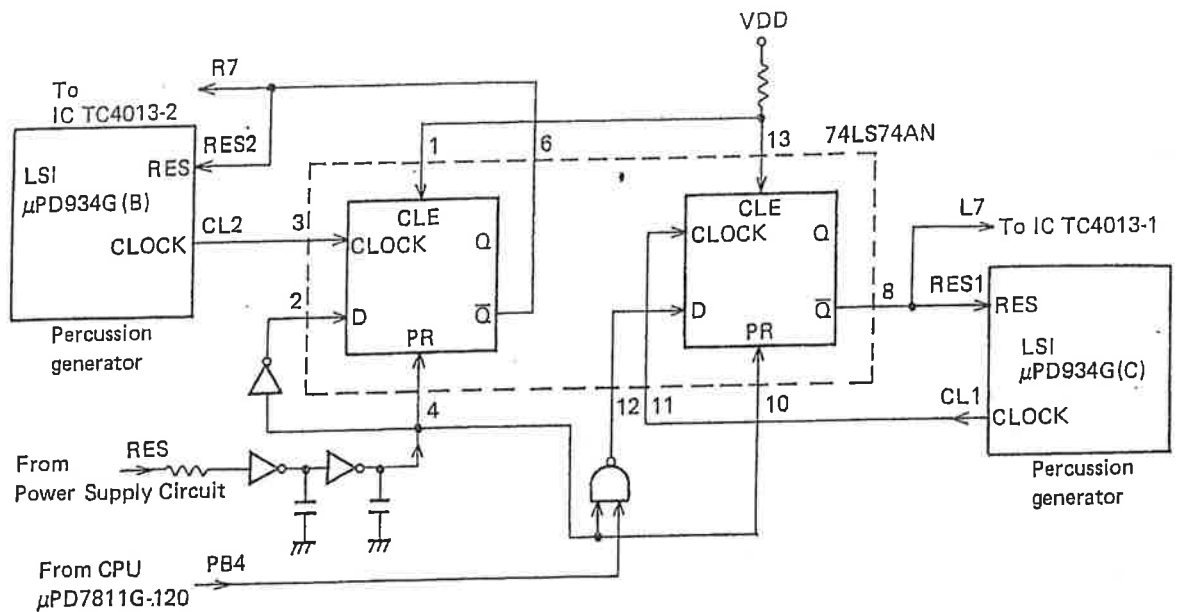 VDD
R7
To
IC TC4013-2
RES2
1
6
13
74LS74AN
RES
LSI
μPD934G (B)
CL2
3
CLE
CLOCK
Q
CLOCK
2
D
Q̅
PR
Percussion
generator
CLE
CLOCK
Q
D
Q̅
PR
8
L7
To IC TC4013-1
RES1
RES
LSI
μPD934G (C)
CL1
CLOCK
Percussion
generator
4
12
11
10
From
Power Supply Circuit
RES
From CPU
μPD7811G-120
PB4